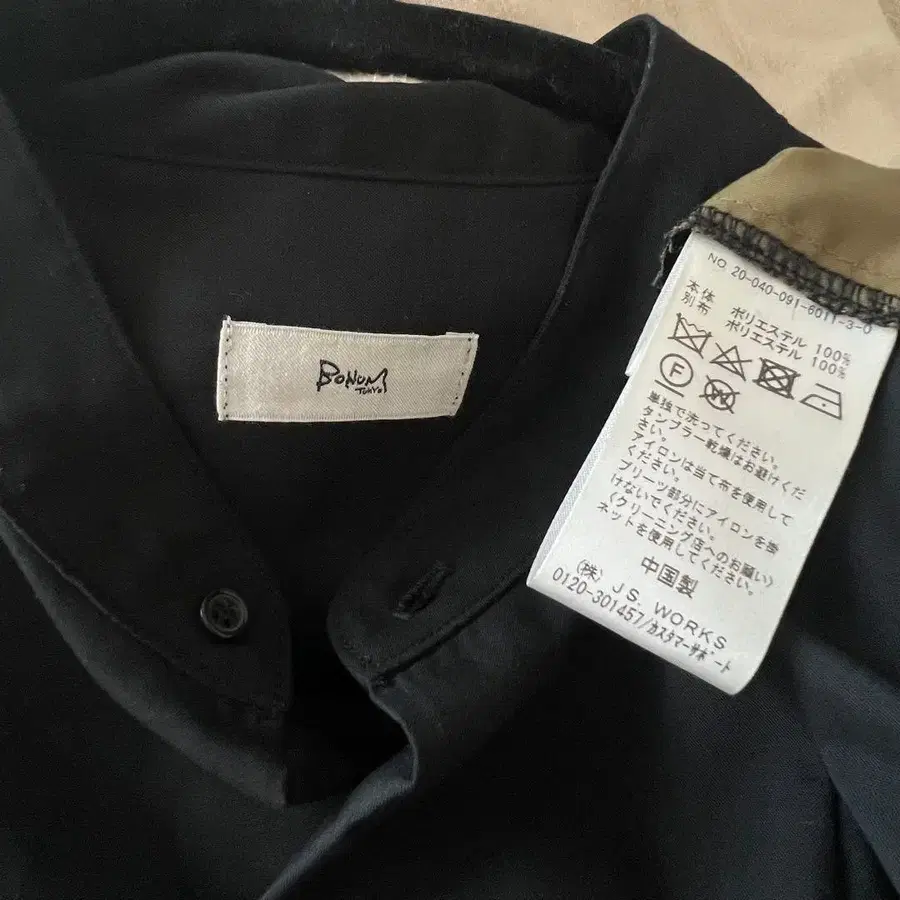 BONUM
TOKYO
NO. 20-040-091-6011-3-0
本体 ポリエステル 100%
別布 ポリエステル 100%
F
W
単独で洗ってください。
タンブラー乾燥はお避けくだ
さい。
アイロンは当て布を使用して
ください。
プリーツ部分にアイロンを掛
けないでください。
(クリーニング店へのお願い)
ネットを使用してください。
中国製
(株) J.S. WORKS
0120-301457/カスタマーサポート